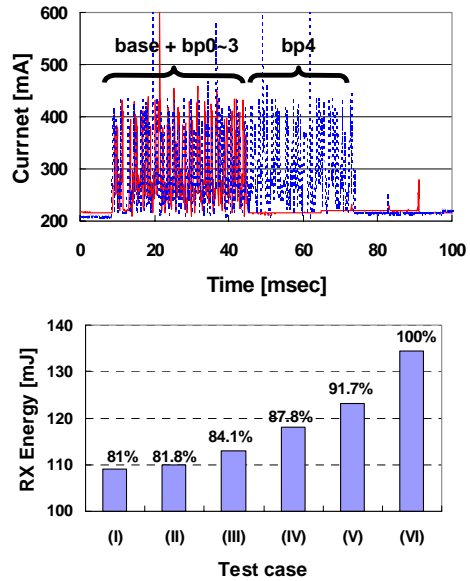 600
500
400
300
200
Currnet [mA]
base + bp0~3
bp4
0
20
40
60
80
100
Time [msec]
140
130
120
110
100
RX Energy [mJ]
81%
81.8%
84.1%
87.8%
91.7%
100%
(I)
(II)
(III)
(IV)
(V)
(VI)
Test case